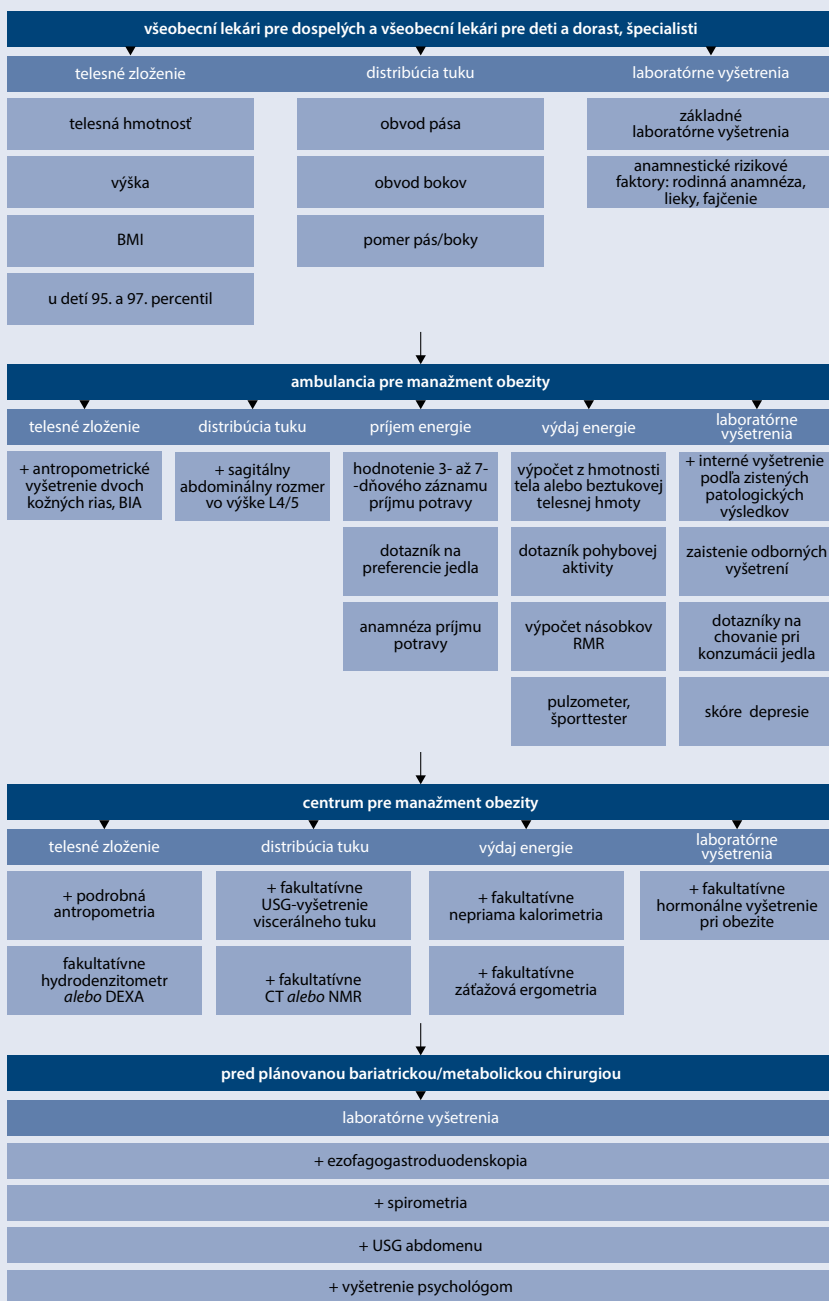 všeobecní lekári pre dospelých a všeobecní lekári pre deti a dorast, špecialisti
telesné zloženie
telesná hmotnosť
výška
BMI
u detí 95. a 97. percentil
distribúcia tuku
obvod pása
obvod bokov
pomer pás/boky
laboratórne vyšetrenia
základné
laboratórne vyšetrenia
anamnestické rizikové
faktory: rodinná anamnéza,
lieky, fajčenie
ambulancia pre manažment obezity
telesné zloženie
+ antropometrické
vyšetrenie dvoch
kožných rias, BIA
distribúcia tuku
+ sagitálny
abdominálny rozmer
vo výške L4/5
príjem energie
hodnotenie 3- až 7-
-dňového záznamu
príjmu potravy
dotazník na
preferencie jedla
anamnéza príjmu
potravy
výdaj energie
výpočet z hmotnosti
tela alebo beztukovej
telesnej hmoty
dotazník pohybovej
aktivity
výpočet násobkov
RMR
pulzometer,
športtester
laboratórne
vyšetrenia
+ interné vyšetrenie
podľa zistených
patologických
výsledkov
zaistenie odborných
vyšetrení
dotazníky na
chovanie pri
konzumácii jedla
skóre depresie
centrum pre manažment obezity
telesné zloženie
+ podrobná
antropometria
fakultatívne
hydrodenzitometr
alebo DEXA
distribúcia tuku
+ fakultatívne
USG-vyšetrenie
viscerálneho tuku
+ fakultatívne
CT alebo NMR
výdaj energie
+ fakultatívne
nepriama kalorimetria
+ fakultatívne
záťažová ergometria
laboratórne
vyšetrenia
+ fakultatívne
hormonálne vyšetrenie
pri obezite
pred plánovanou bariatrickou/metabolickou chirurgiou
laboratórne vyšetrenia
+ ezofagogastroduodenskopia
+ spirometria
+ USG abdomenu
+ vyšetrenie psychológom